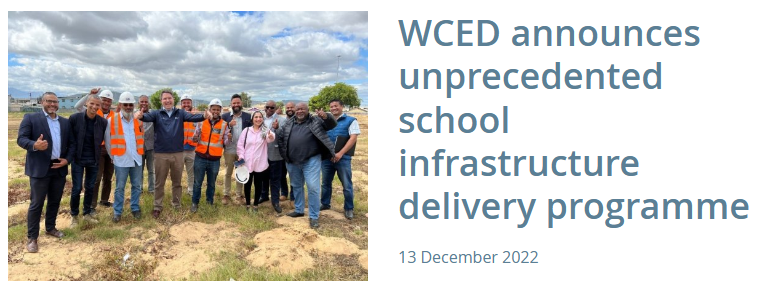 WCED announces
unprecedented
school
infrastructure
delivery programme
13 December 2022